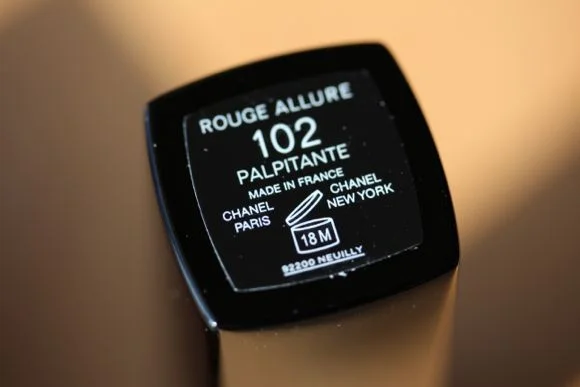 ROUGE ALLURE
102
PALPITANTE
MADE IN FRANCE
CHANEL
PARIS
CHANEL
NEW YORK
18 M
92200 NEUILLY